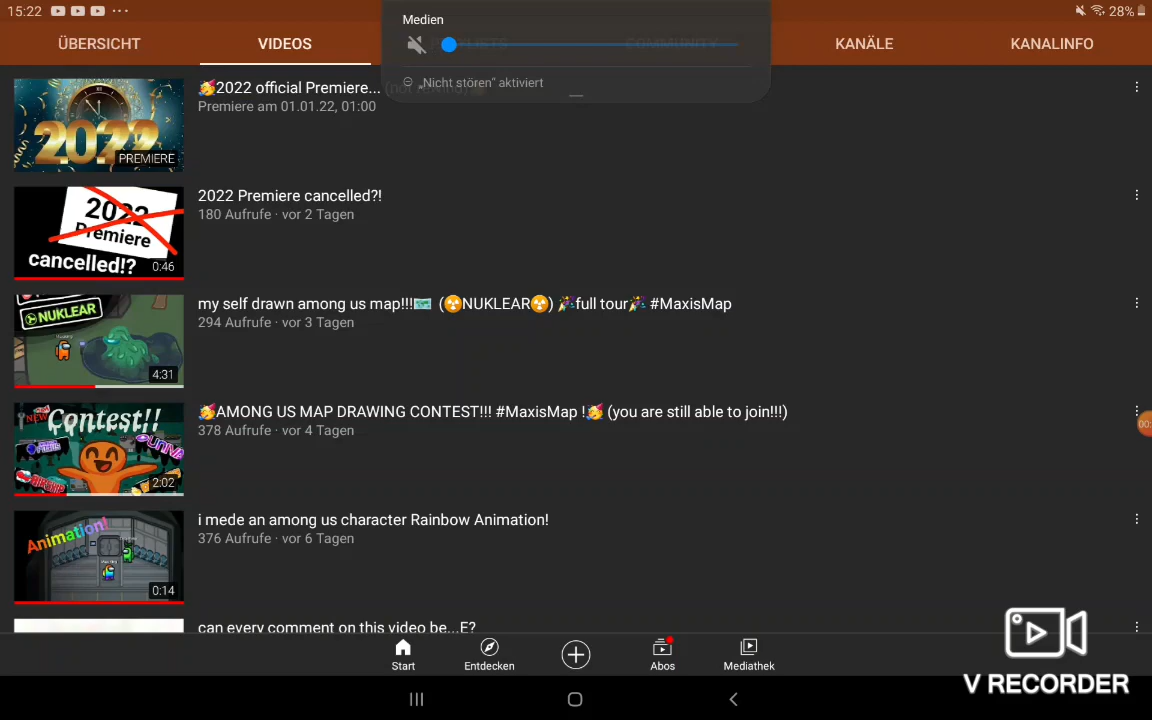 15:22
28%
Medien
„Nicht stören“ aktiviert
ÜBERSICHT
VIDEOS
KANÄLE
KANALINFO
🥳2022 official Premiere...
Premiere am 01.01.22, 01:00
2022
PREMIERE
2022 Premiere cancelled?!
180 Aufrufe · vor 2 Tagen
2022
Premiere
cancelled!?
0:46
my self drawn among us map!!!🗺️ (☢️NUKLEAR☢️) 🎉full tour🎉 #MaxisMap
294 Aufrufe · vor 3 Tagen
NUKLEAR
4:31
🥳AMONG US MAP DRAWING CONTEST!!! #MaxisMap !🥳 (you are still able to join!!!)
378 Aufrufe · vor 4 Tagen
NEW
Contest!!
2:02
i mede an among us character Rainbow Animation!
376 Aufrufe · vor 6 Tagen
Animation!
0:14
can every comment on this video be...E?
Start
Entdecken
Abos
Mediathek
V RECORDER